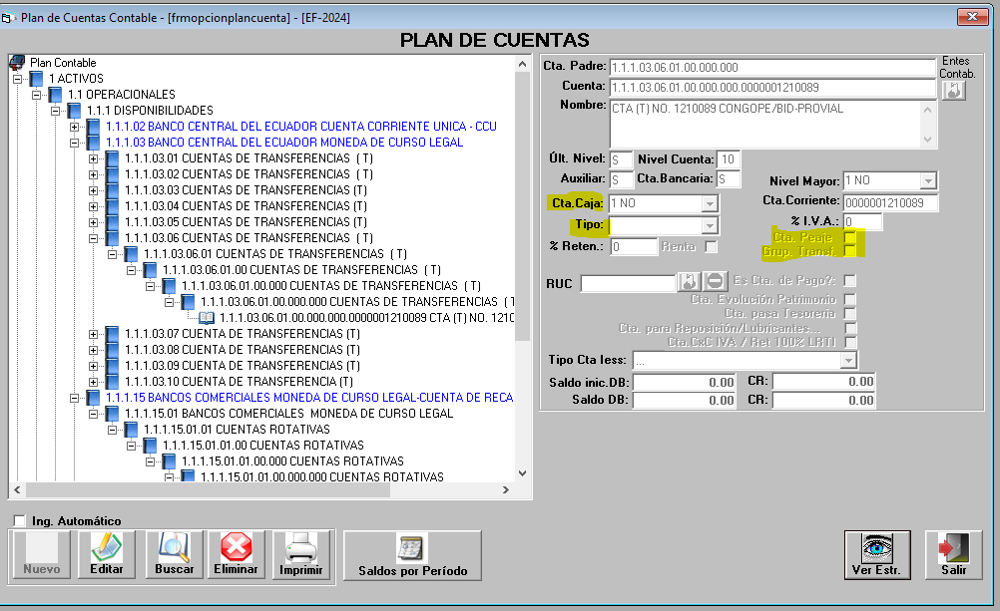 Plan de Cuentas Contable - [frmopcionplancuenta] - [EF-2024]
PLAN DE CUENTAS
Plan Contable
1 ACTIVOS
1.1 OPERACIONALES
1.1.1 DISPONIBILIDADES
1.1.1.02 BANCO CENTRAL DEL ECUADOR CUENTA CORRIENTE UNICA - CCU
1.1.1.03 BANCO CENTRAL DEL ECUADOR MONEDA DE CURSO LEGAL
1.1.1.03.01 CUENTAS DE TRANSFERENCIAS ( T)
1.1.1.03.02 CUENTAS DE TRANSFERENCIAS ( T)
1.1.1.03.03 CUENTAS DE TRANSFERENCIAS (T)
1.1.1.03.04 CUENTAS DE TRANSFERENCIAS (T)
1.1.1.03.05 CUENTAS DE TRANSFERENCIAS (T)
1.1.1.03.06 CUENTAS DE TRANSFERENCIAS ( T)
1.1.1.03.06.01 CUENTAS DE TRANSFERENCIAS ( T)
1.1.1.03.06.01.00 CUENTAS DE TRANSFERENCIAS ( T)
1.1.1.03.06.01.00.000 CUENTAS DE TRANSFERENCIAS ( T)
1.1.1.03.06.01.00.000.000 CUENTAS DE TRANSFERENCIAS ( T
1.1.1.03.06.01.00.000.000.0000001210089 CTA (T) NO. 1210
1.1.1.03.07 CUENTA DE TRANSFERENCIAS (T)
1.1.1.03.08 CUENTA DE TRANSFERENCIAS (T)
1.1.1.03.09 CUENTA DE TRANSFERENCIAS (T)
1.1.1.03.10 CUENTA DE TRANSFERENCIA (T)
1.1.1.15 BANCOS COMERCIALES MONEDA DE CURSO LEGAL-CUENTA DE RECA
1.1.1.15.01 BANCOS COMERCIALES MONEDA DE CURSO LEGAL
1.1.1.15.01.01 CUENTAS ROTATIVAS
1.1.1.15.01.01.00 CUENTAS ROTATIVAS
1.1.1.15.01.01.00.000 CUENTAS ROTATIVAS
1.1.1.15.01.01.00.000.000 CUENTAS ROTATIVAS
Cta. Padre: 1.1.1.03.06.01.00.000.000
Entes Contab.
Cuenta: 1.1.1.03.06.01.00.000.000.0000001210089
Nombre: CTA (T) NO. 1210089 CONGOPE/BID-PROVIAL
Últ. Nivel: S Nivel Cuenta: 10
Auxiliar: S Cta.Bancaria: S
Nivel Mayor: 1 NO
Cta.Caja: 1 NO
Cta.Corriente: 0000001210089
Tipo:
% I.V.A.: 0
Cta. Peaje
% Reten.: 0 Renta
Grup. Transf.
RUC
Es Cta. de Pago?:
Cta. Evolución Patrimonio
Cta. pasa Tesoreria
Cta. para Reposición/Lubricantes...
Cta.CxC IVA / Ret 100% LRTI
Tipo Cta Iess: ...
Saldo inic.DB: 0.00 CR: 0.00
Saldo DB: 0.00 CR: 0.00
Ing. Automático
Nuevo Editar Buscar Eliminar Imprimir Saldos por Período Ver Estr. Salir